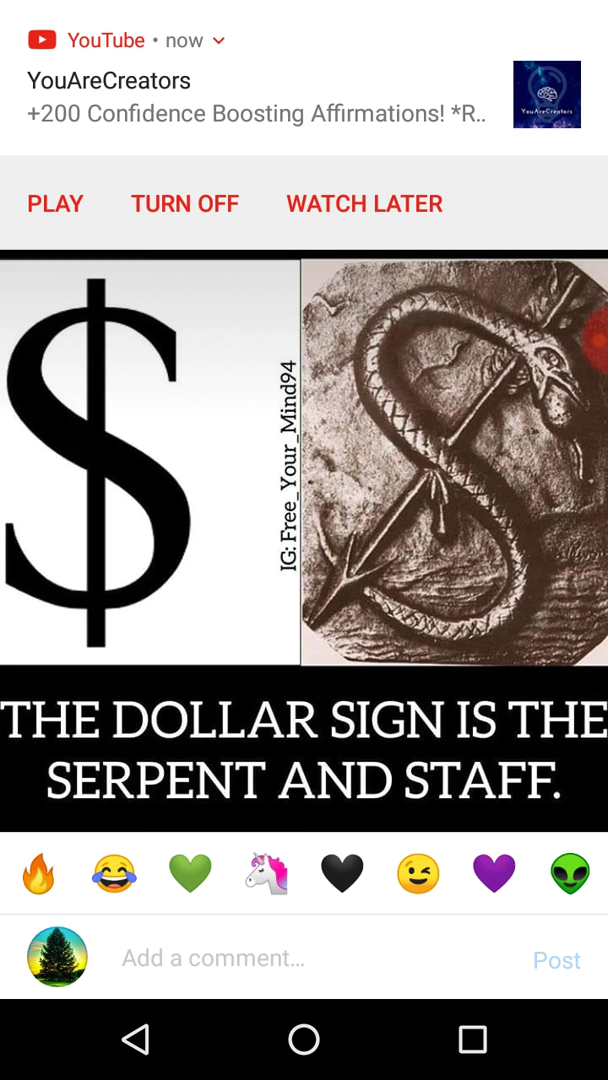 YouTube • now
YouAreCreators
+200 Confidence Boosting Affirmations! *R..
YouAreCreators
PLAY TURN OFF WATCH LATER
$
IG: Free_Your_Mind94
THE DOLLAR SIGN IS THE
SERPENT AND STAFF.
Add a comment... Post